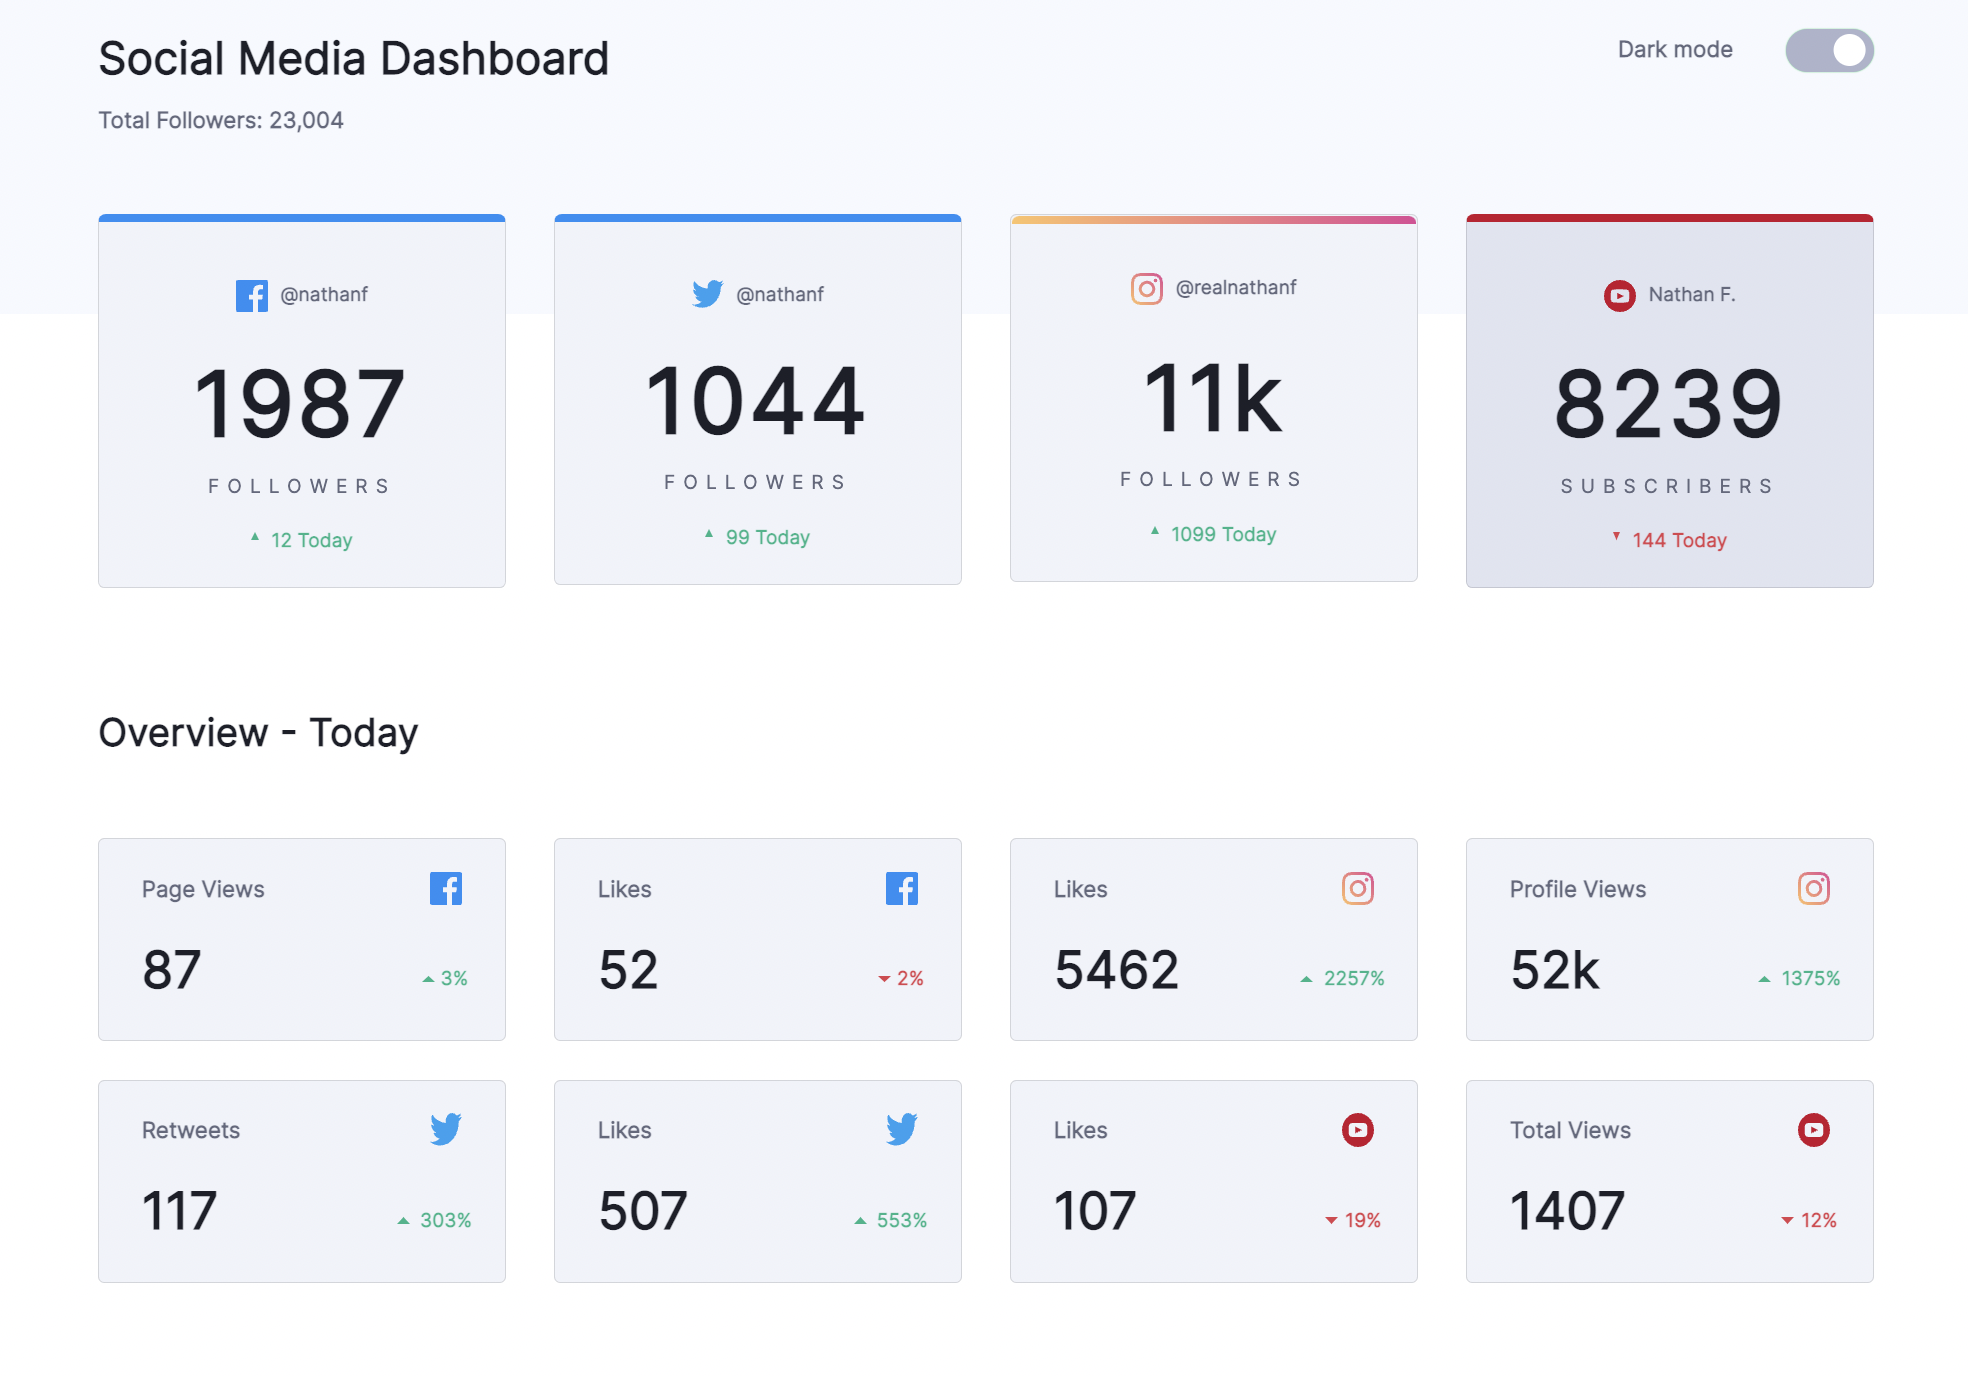 Social Media Dashboard
Dark mode
Total Followers: 23,004
@nathanf
1987
FOLLOWERS
12 Today
@nathanf
1044
FOLLOWERS
99 Today
@realnathanf
11k
FOLLOWERS
1099 Today
Nathan F.
8239
SUBSCRIBERS
144 Today
Overview - Today
Page Views
87
3%
Likes
52
2%
Likes
5462
2257%
Profile Views
52k
1375%
Retweets
117
303%
Likes
507
553%
Likes
107
19%
Total Views
1407
12%